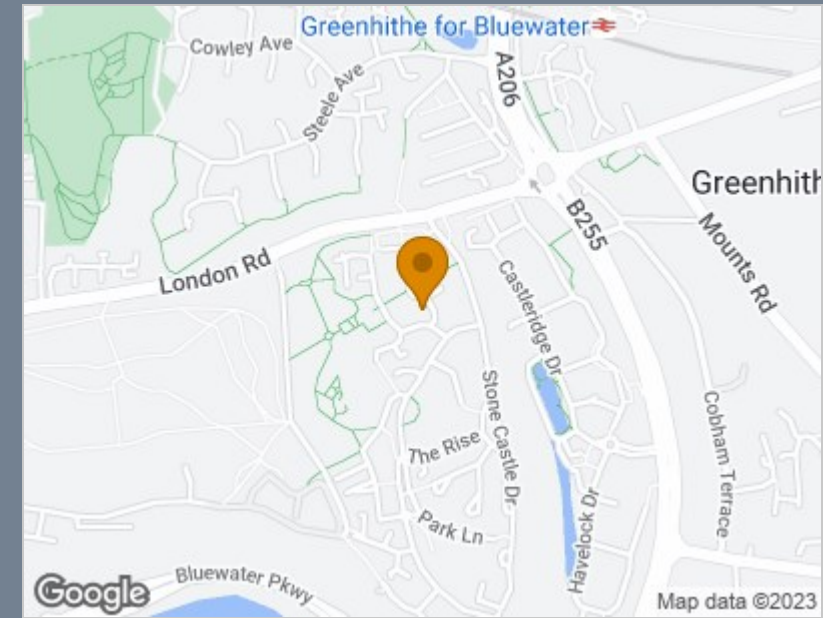 Greenhithe for Bluewater
Cowley Ave
Steele Ave
A206
Greenhith
B255
Mounts Rd
London Rd
Castleridge Dr
Stone Castle Dr
Cobham Terrace
The Rise
Park Ln
Havelock Dr
Bluewater Pkwy
Google
Map data ©2023